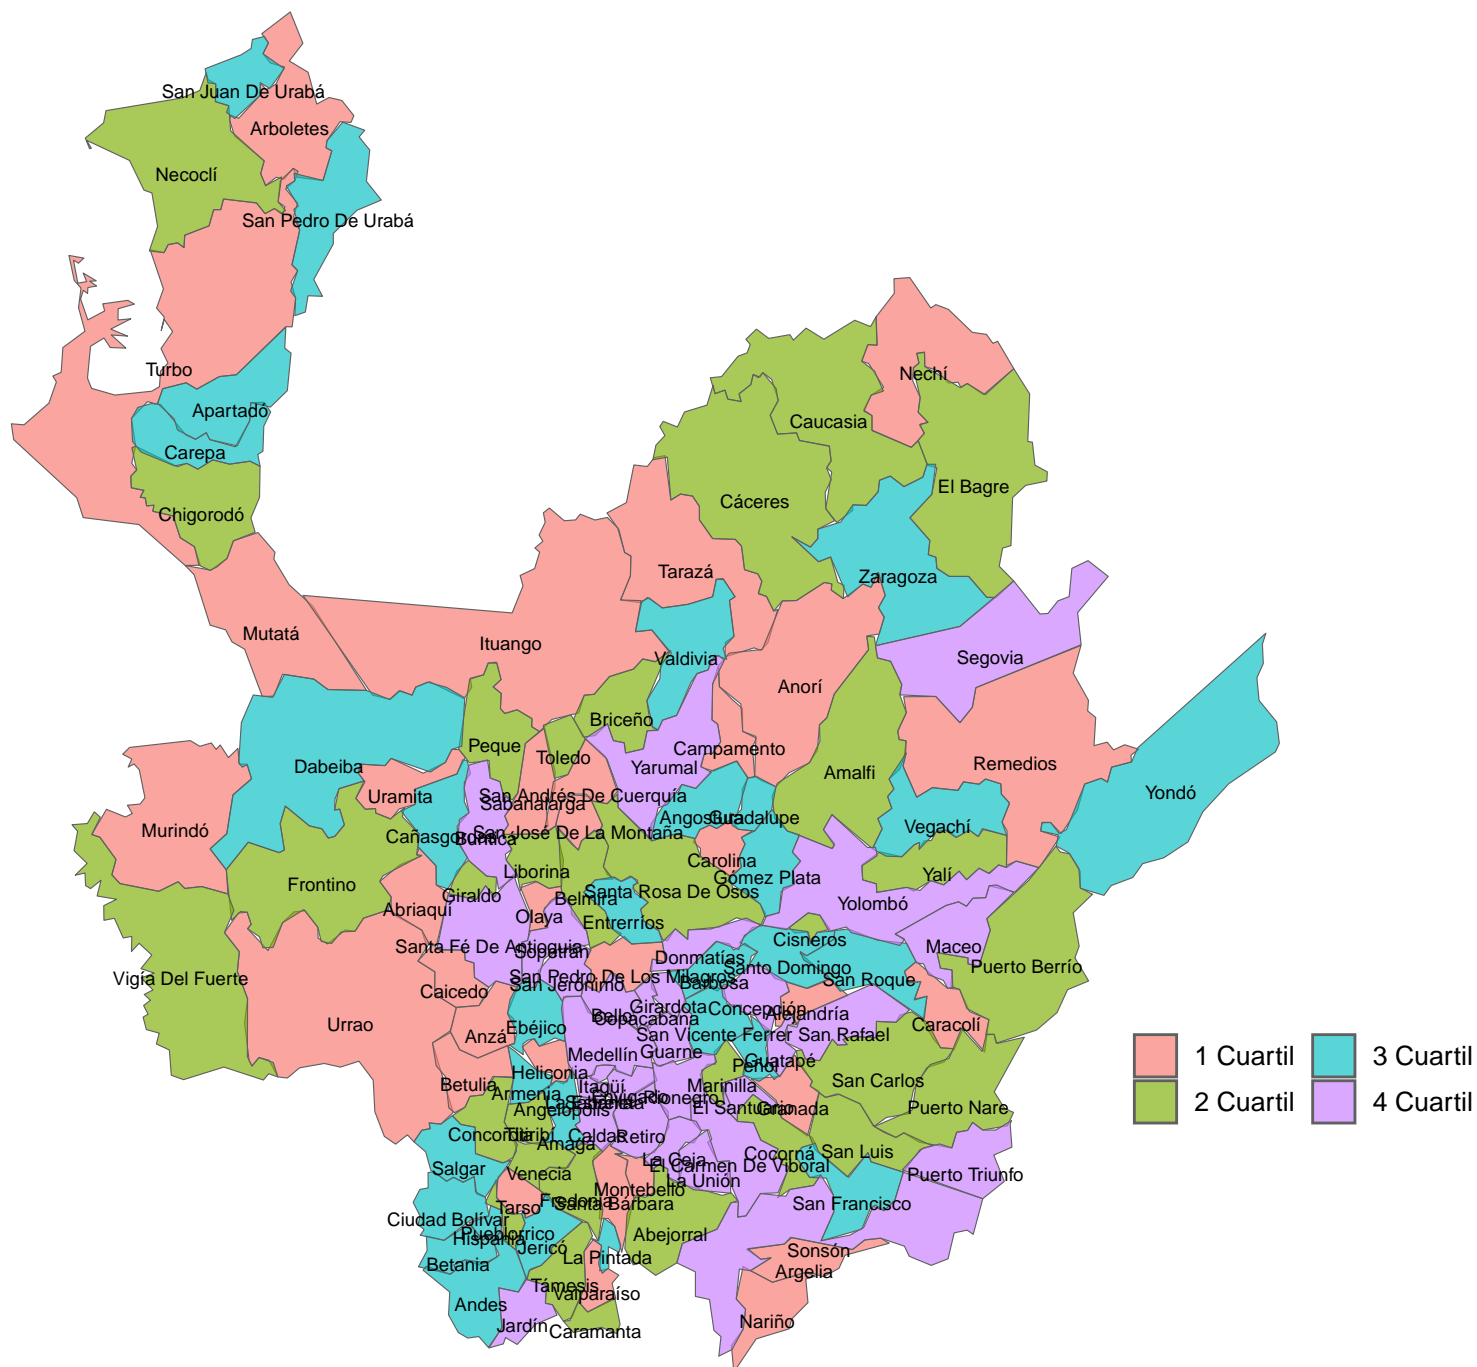 San Juan De Urabá
Arboletes
Necoclí
San Pedro De Urabá
Turbo
Nechí
Apartadó
Caucasia
Carepa
El Bagre
Cáceres
Chigorodó
Tarazá
Zaragoza
Mutatá
Ituango
Valdivia
Segovia
Anorí
Briceño
Peque
Campamento
Toledo
Dabeiba
Yarumal
Amalfi
Remedios
Yondó
Uramita
San Andrés De Cuerquía
Sabanalarga
Angostura
Guadalupe
Murindó
Cañasgordas
Buriticá
San José De La Montaña
Vegachí
Carolina
Liborina
Gómez Plata
Yalí
Frontino
Giraldo
Belmira
Santa Rosa De Osos
Yolombó
Abriaquí
Olaya
Entrerríos
Santa Fé De Antioquia
Sopetrán
Cisneros
Maceo
Donmatías
Santo Domingo
Puerto Berrío
Vigía Del Fuerte
San Pedro De Los Milagros
San Roque
San Jerónimo
Barbosa
Caicedo
Girardota
Concepción
Alejandría
Bello
Copacabana
Urrao
Ebéjico
Anzá
San Vicente Ferrer
San Rafael
Caracolí
Medellín
Guarne
Guatapé
Peñol
Heliconia
Betulia
Itagüí
Marinilla
San Carlos
Armenia
Envigado
Rionegro
La Estrella
Sabaneta
Angelópolis
El Santuario
Granada
Puerto Nare
Concordia
Titiribí
Caldas
Retiro
Amagá
Cocorná
San Luis
La Ceja
El Carmen De Viboral
Salgar
Venecia
La Unión
Puerto Triunfo
Montebello
Fredonia
Santa Bárbara
San Francisco
Tarso
Ciudad Bolívar
Pueblorrico
Hispania
Abejorral
Jericó
La Pintada
Sonsón
Betania
Argelia
Támesis
Valparaíso
Andes
Jardín
Nariño
Caramanta
1 Cuartil
3 Cuartil
2 Cuartil
4 Cuartil